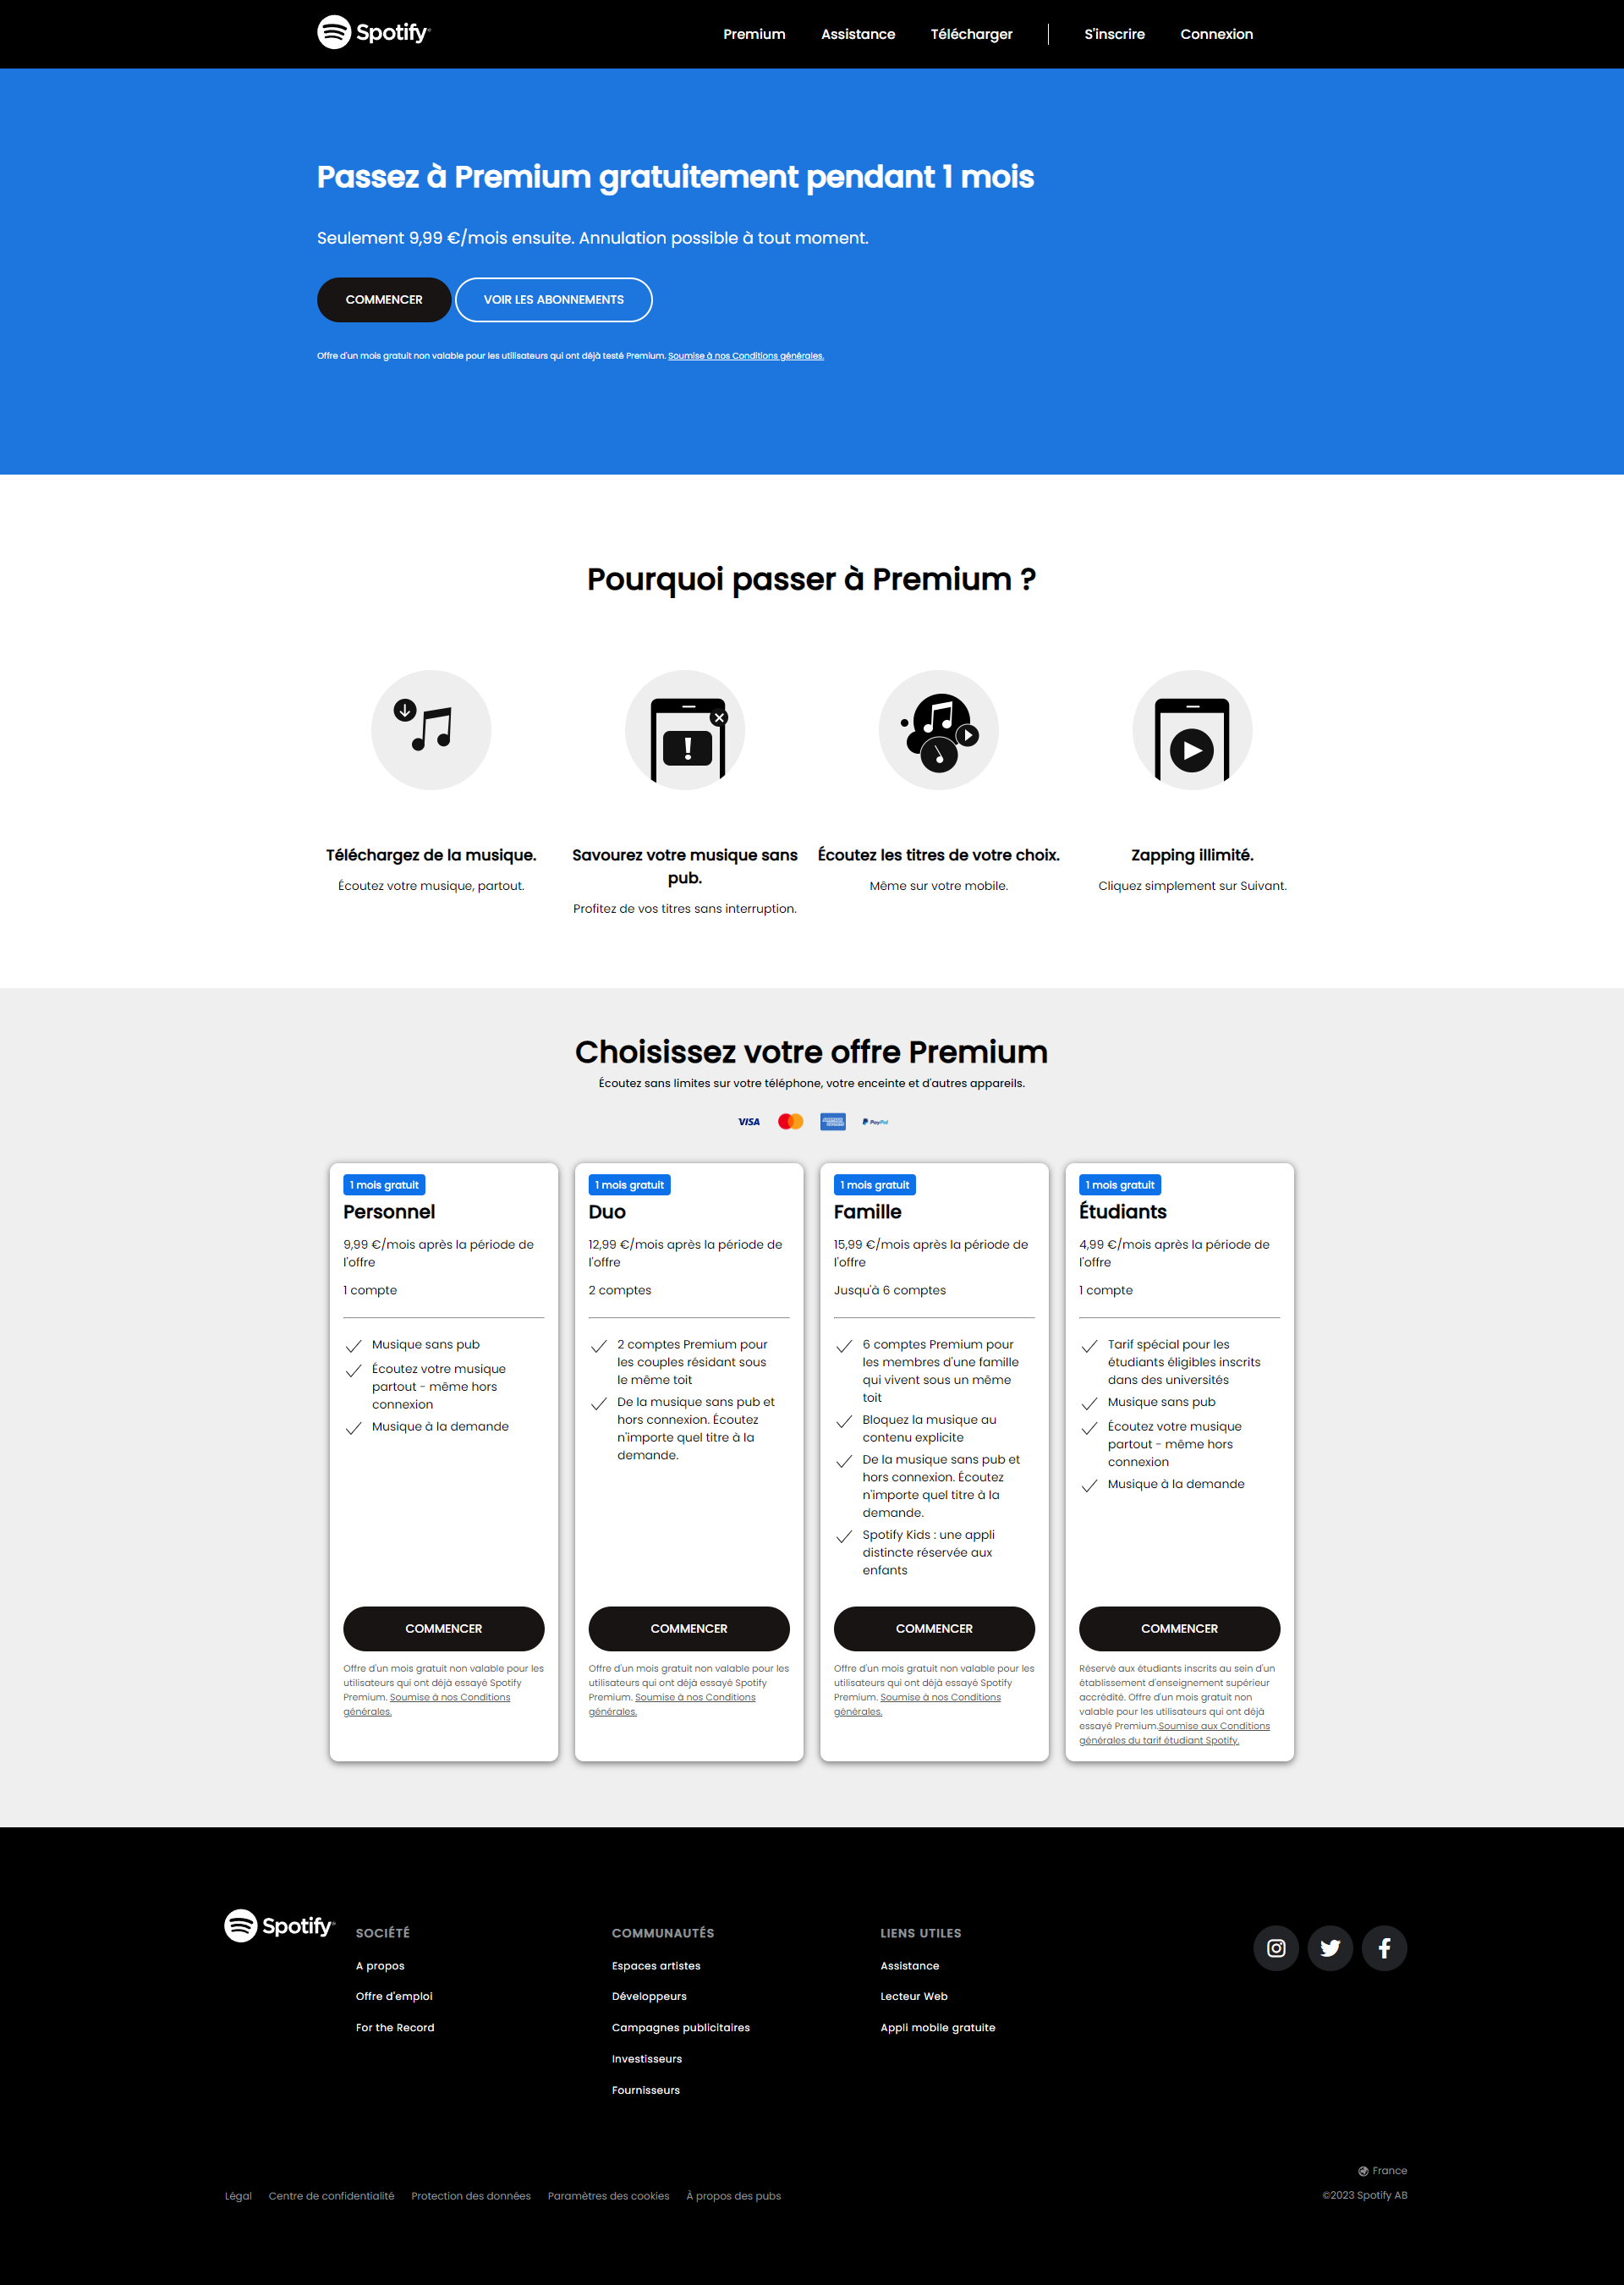 Spotify
Premium
Assistance
Télécharger
S'inscrire
Connexion
Passez à Premium gratuitement pendant 1 mois
Seulement 9,99 €/mois ensuite. Annulation possible à tout moment.
COMMENCER
VOIR LES ABONNEMENTS
Offre d'un mois gratuit non valable pour les utilisateurs qui ont déjà testé Premium. Soumise à nos Conditions générales.
Pourquoi passer à Premium ?
Téléchargez de la musique.
Écoutez votre musique, partout.
Savourez votre musique sans
pub.
Profitez de vos titres sans interruption.
Écoutez les titres de votre choix.
Même sur votre mobile.
Zapping illimité.
Cliquez simplement sur Suivant.
Choisissez votre offre Premium
Écoutez sans limites sur votre téléphone, votre enceinte et d'autres appareils.
VISA
PayPal
1 mois gratuit
Personnel
9,99 €/mois après la période de
l'offre
1 compte
Musique sans pub
Écoutez votre musique
partout - même hors
connexion
Musique à la demande
COMMENCER
Offre d'un mois gratuit non valable pour les
utilisateurs qui ont déjà essayé Spotify
Premium. Soumise à nos Conditions
générales.
1 mois gratuit
Duo
12,99 €/mois après la période de
l'offre
2 comptes
2 comptes Premium pour
les couples résidant sous
le même toit
De la musique sans pub et
hors connexion. Écoutez
n'importe quel titre à la
demande.
COMMENCER
Offre d'un mois gratuit non valable pour les
utilisateurs qui ont déjà essayé Spotify
Premium. Soumise à nos Conditions
générales.
1 mois gratuit
Famille
15,99 €/mois après la période de
l'offre
Jusqu'à 6 comptes
6 comptes Premium pour
les membres d'une famille
qui vivent sous un même
toit
Bloquez la musique au
contenu explicite
De la musique sans pub et
hors connexion. Écoutez
n'importe quel titre à la
demande.
Spotify Kids : une appli
distincte réservée aux
enfants
COMMENCER
Offre d'un mois gratuit non valable pour les
utilisateurs qui ont déjà essayé Spotify
Premium. Soumise à nos Conditions
générales.
1 mois gratuit
Étudiants
4,99 €/mois après la période de
l'offre
1 compte
Tarif spécial pour les
étudiants éligibles inscrits
dans des universités
Musique sans pub
Écoutez votre musique
partout - même hors
connexion
Musique à la demande
COMMENCER
Réservé aux étudiants inscrits au sein d'un
établissement d'enseignement supérieur
accrédité. Offre d'un mois gratuit non
valable pour les utilisateurs qui ont déjà
essayé Premium.Soumise aux Conditions
générales du tarif étudiant Spotify.
Spotify
SOCIÉTÉ
A propos
Offre d'emploi
For the Record
COMMUNAUTÉS
Espaces artistes
Développeurs
Campagnes publicitaires
Investisseurs
Fournisseurs
LIENS UTILES
Assistance
Lecteur Web
Appli mobile gratuite
France
Légal
Centre de confidentialité
Protection des données
Paramètres des cookies
À propos des pubs
©2023 Spotify AB